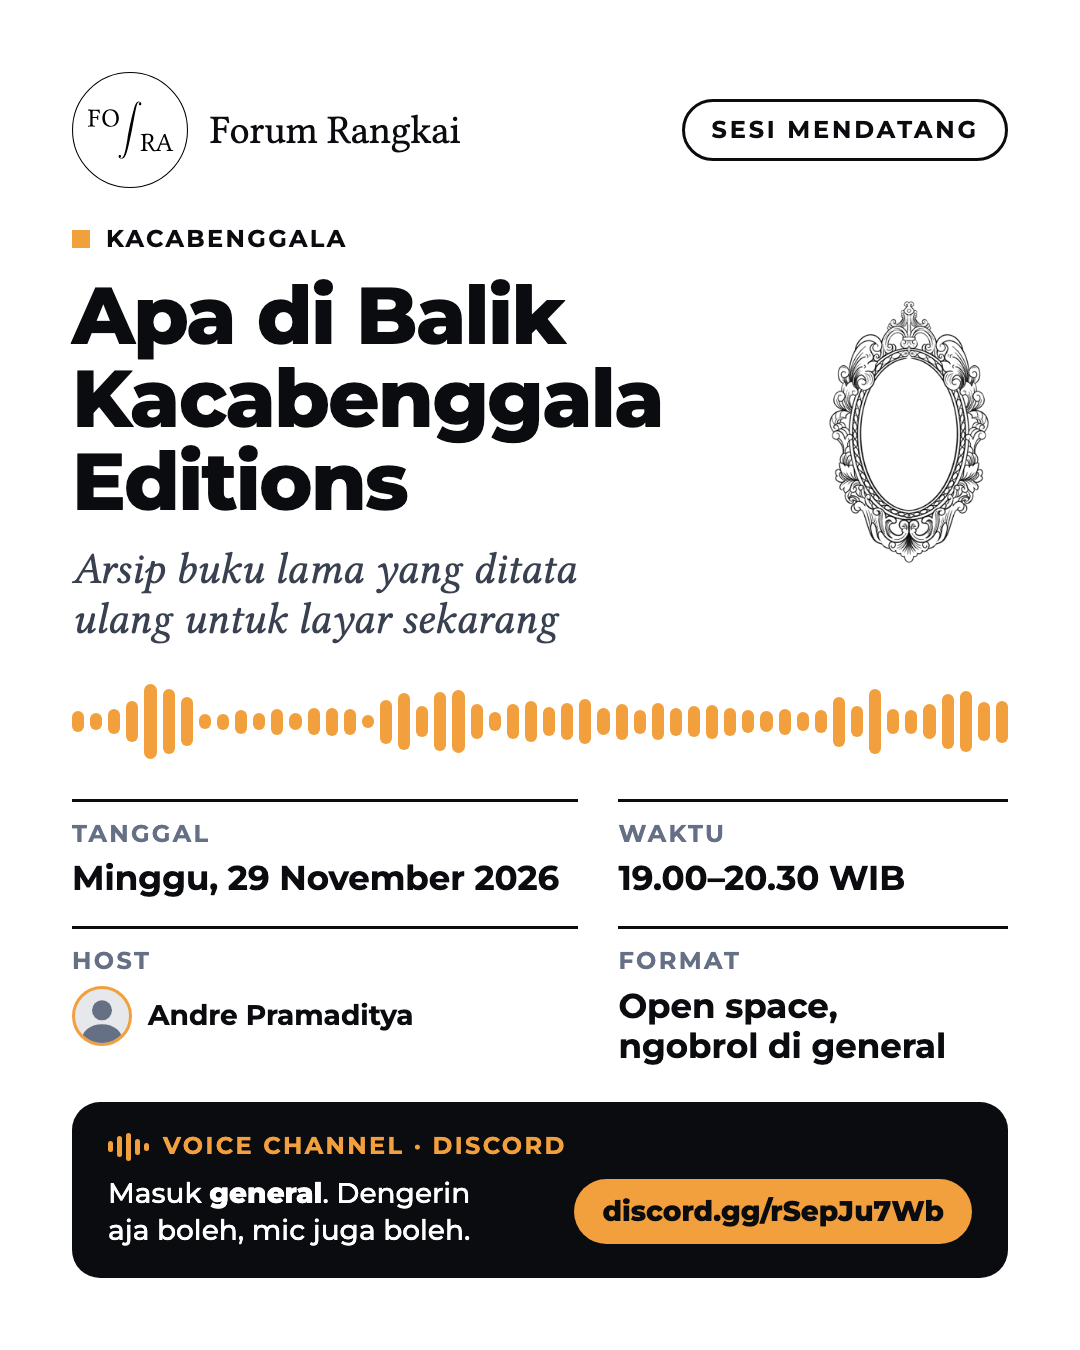 FO
RA
Forum Rangkai
SESI MENDATANG
KACABENGGALA
Apa di Balik
Kacabenggala
Editions
Arsip buku lama yang ditata
ulang untuk layar sekarang
TANGGAL
Minggu, 29 November 2026
WAKTU
19.00–20.30 WIB
HOST
Andre Pramaditya
FORMAT
Open space,
ngobrol di general
VOICE CHANNEL · DISCORD
Masuk general. Dengerin
aja boleh, mic juga boleh.
discord.gg/rSepJu7Wb